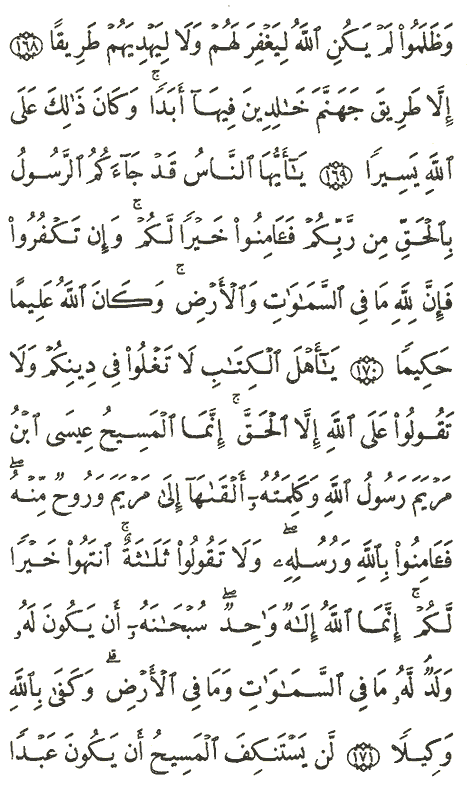 وَظَلَمُوا۟ لَمْ يَكُنِ ٱللَّهُ لِيَغْفِرَ لَهُمْ وَلَا لِيَهْدِيَهُمْ طَرِيقًا ١٦٨
إِلَّا طَرِيقَ جَهَنَّمَ خَـٰلِدِينَ فِيهَآ أَبَدًا ۚ وَكَانَ ذَٰلِكَ عَلَى
ٱللَّهِ يَسِيرًا ١٦٩ يَـٰٓأَيُّهَا ٱلنَّاسُ قَدْ جَآءَكُمُ ٱلرَّسُولُ
بِٱلْحَقِّ مِن رَّبِّكُمْ فَـَٔامِنُوا۟ خَيْرًا لَّكُمْ ۚ وَإِن تَكْفُرُوا۟
فَإِنَّ لِلَّهِ مَا فِى ٱلسَّمَـٰوَٰتِ وَٱلْأَرْضِ ۚ وَكَانَ ٱللَّهُ عَلِيمًا
حَكِيمًا ١٧٠ يَـٰٓأَهْلَ ٱلْكِتَـٰبِ لَا تَغْلُوا۟ فِى دِينِكُمْ وَلَا
تَقُولُوا۟ عَلَى ٱللَّهِ إِلَّا ٱلْحَقَّ ۚ إِنَّمَا ٱلْمَسِيحُ عِيسَى ٱبْنُ
مَرْيَمَ رَسُولُ ٱللَّهِ وَكَلِمَتُهُۥٓ أَلْقَىٰهَآ إِلَىٰ مَرْيَمَ وَرُوحٌ مِّنْهُ ۖ
فَـَٔامِنُوا۟ بِٱللَّهِ وَرُسُلِهِۦ ۖ وَلَا تَقُولُوا۟ ثَلَـٰثَةٌ ۚ ٱنتَهُوا۟ خَيْرًا
لَّكُمْ ۚ إِنَّمَا ٱللَّهُ إِلَـٰهٌ وَٰحِدٌ ۖ سُبْحَـٰنَهُۥٓ أَن يَكُونَ لَهُۥ
وَلَدٌ ۘ لَّهُۥ مَا فِى ٱلسَّمَـٰوَٰتِ وَمَا فِى ٱلْأَرْضِ ۗ وَكَفَىٰ بِٱللَّهِ
وَكِيلًا ١٧١ لَّن يَسْتَنكِفَ ٱلْمَسِيحُ أَن يَكُونَ عَبْدًا